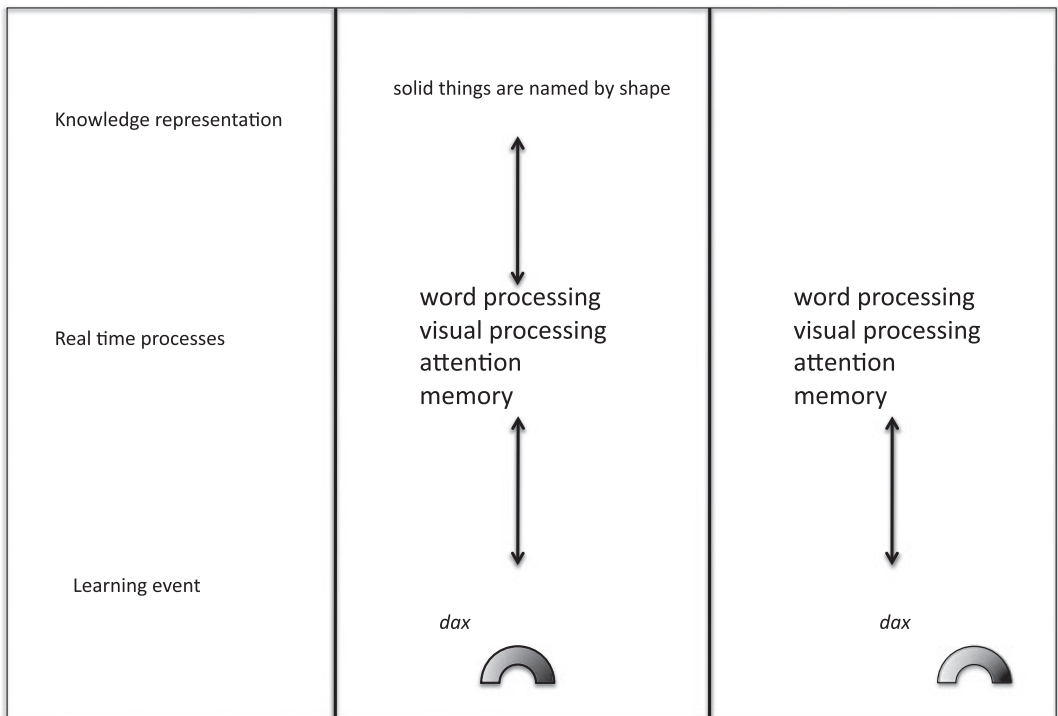 Knowledge representation
Real time processes
Learning event
solid things are named by shape
word processing
visual processing
attention
memory
dax
word processing
visual processing
attention
memory
dax